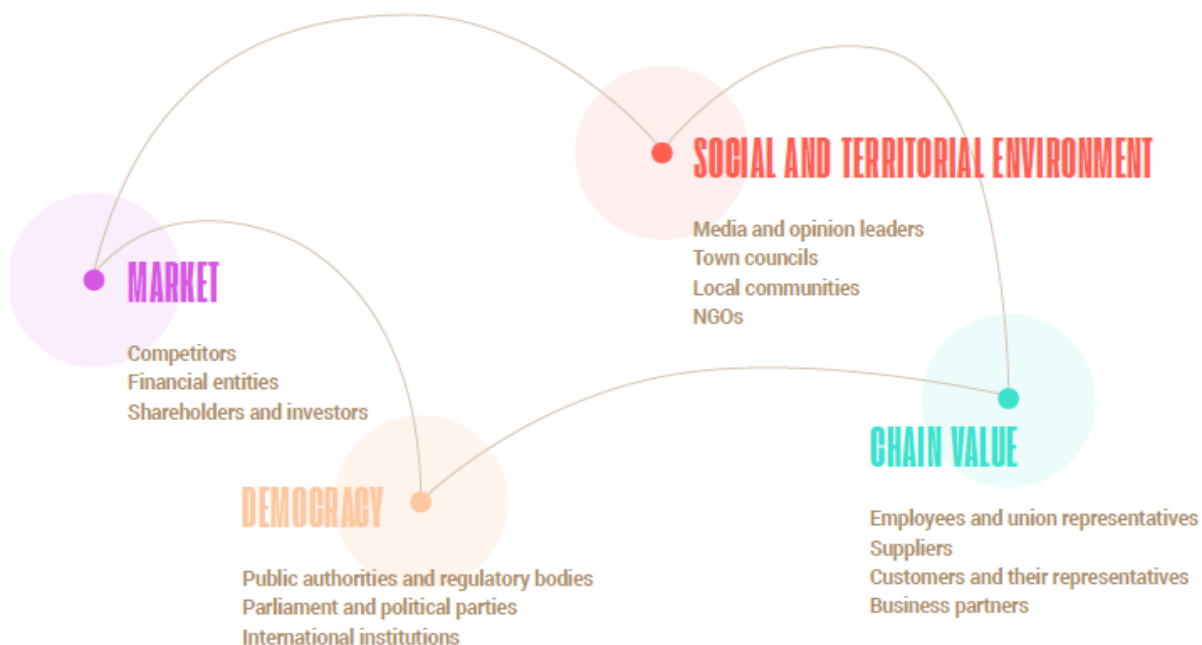 SOCIAL AND TERRITORIAL ENVIRONMENT
Media and opinion leaders
Town councils
Local communities
NGOs
MARKET
Competitors
Financial entities
Shareholders and investors
CHAIN VALUE
Employees and union representatives
Suppliers
Customers and their representatives
Business partners
DEMOCRACY
Public authorities and regulatory bodies
Parliament and political parties
International institutions